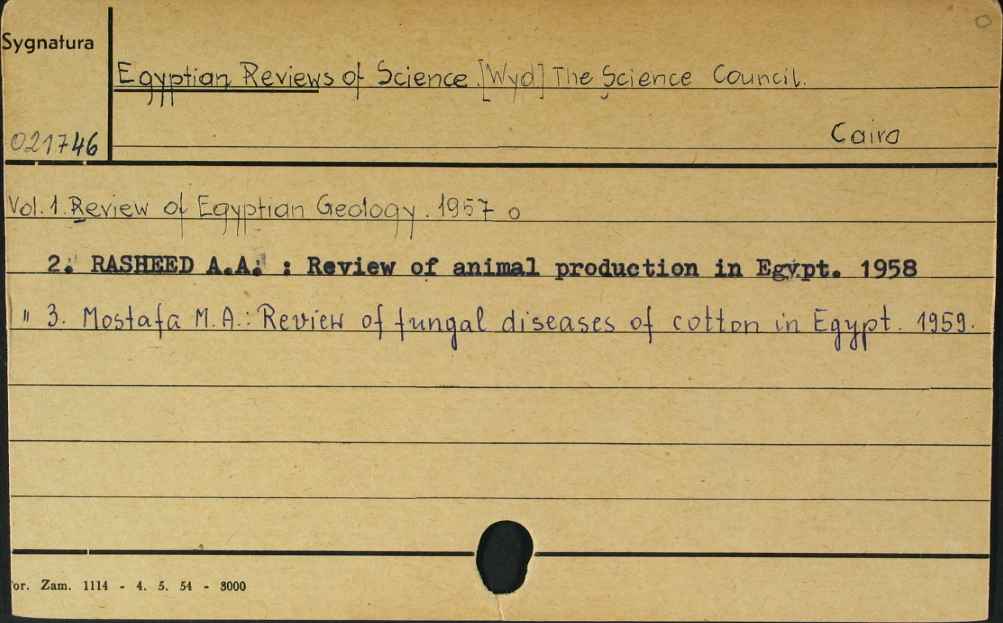 Sygnatura
Egyptian Reviews of Science. [Wyd] The Science Council.
021746
Cairo
Vol. 1. Review of Egyptian Geology. 1957 o
2. RASHEED A.A. : Review of animal production in Egypt. 1958
" 3. Mostafa M.A.: Review of fungal diseases of cotton in Egypt. 1959.
or. Zam. 1114 - 4. 5. 54 - 3000